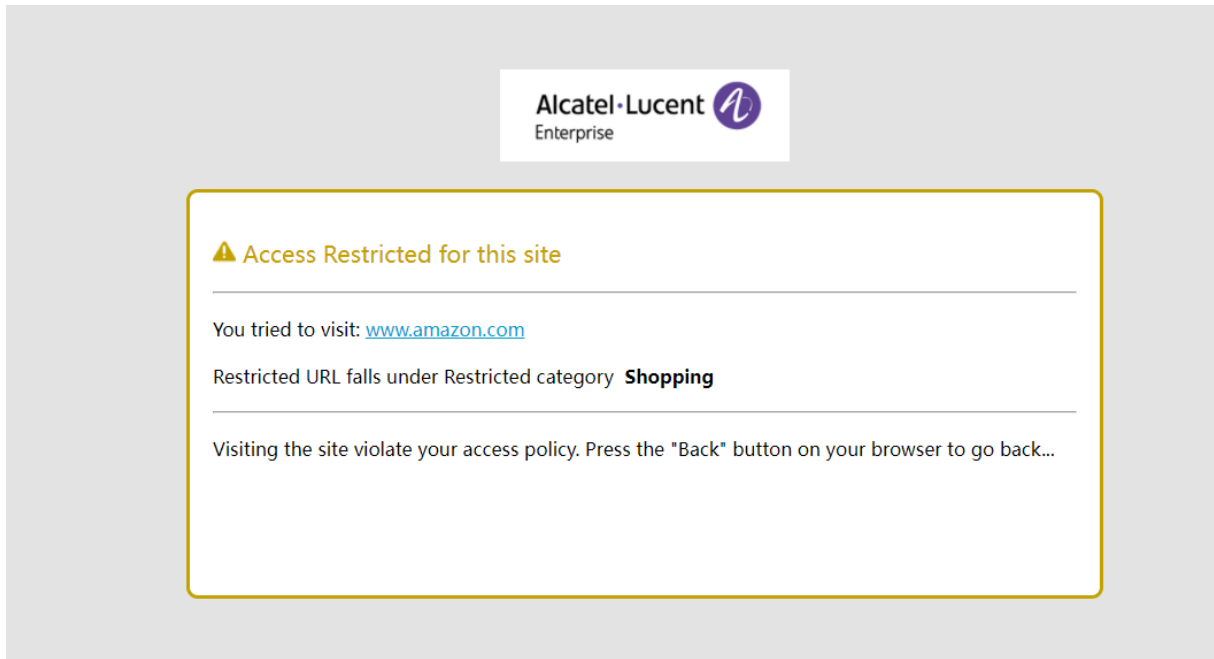 Alcatel·Lucent
Enterprise
Access Restricted for this site
You tried to visit: www.amazon.com
Restricted URL falls under Restricted category Shopping
Visiting the site violate your access policy. Press the "Back" button on your browser to go back...